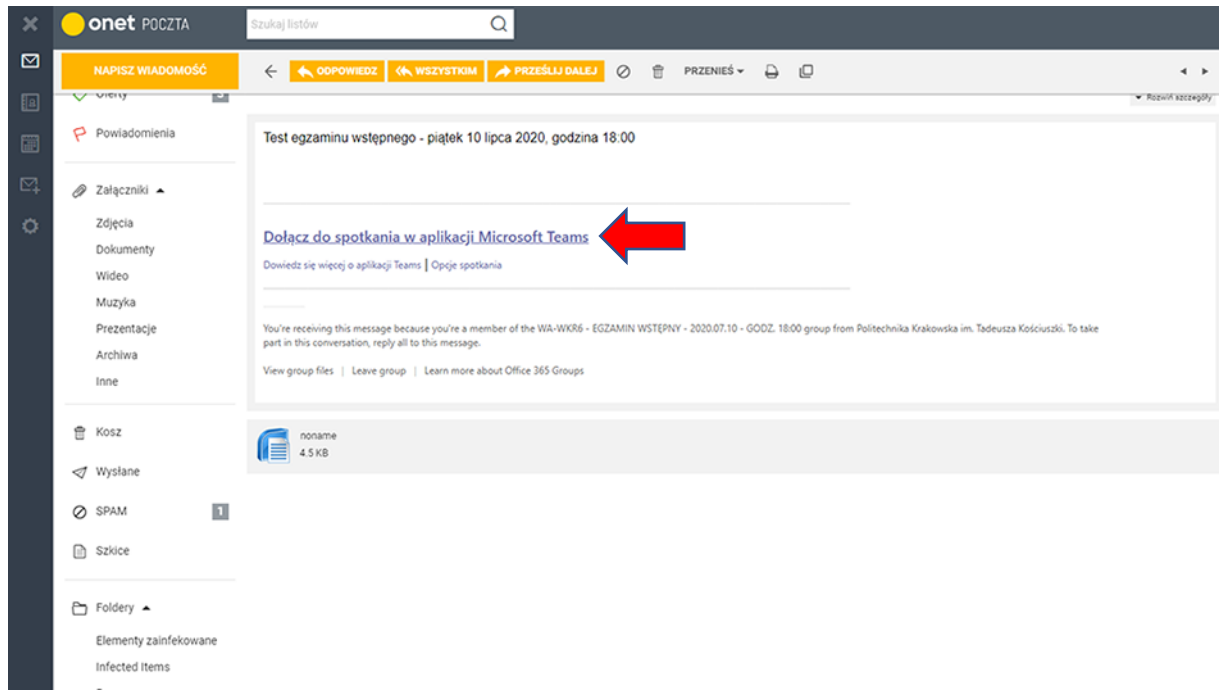 onet POCZTA
Szukaj listów
NAPISZ WIADOMOŚĆ
ODPOWIEDZ
WSZYSTKIM
PRZEŚLIJ DALEJ
PRZENIEŚ
Oferty
Rozwiń szczegóły
Powiadomienia
Załączniki
Zdjęcia
Dokumenty
Wideo
Muzyka
Prezentacje
Archiwa
Inne
Kosz
Wysłane
SPAM 1
Szkice
Foldery
Elementy zainfekowane
Infected Items
Test egzaminu wstępnego - piątek 10 lipca 2020, godzina 18:00
Dołącz do spotkania w aplikacji Microsoft Teams
Dowiedz się więcej o aplikacji Teams | Opcje spotkania
You're receiving this message because you're a member of the WA-WKR6 - EGZAMIN WSTĘPNY - 2020.07.10 - GODZ. 18:00 group from Politechnika Krakowska im. Tadeusza Kościuszki. To take
part in this conversation, reply all to this message.
View group files | Leave group | Learn more about Office 365 Groups
noname
4.5 KB